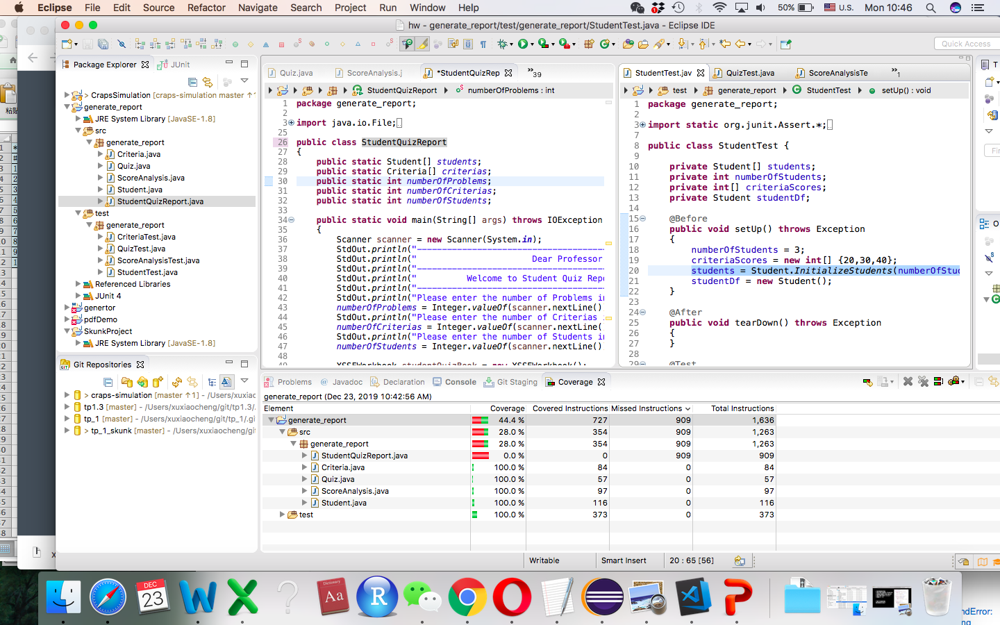 Eclipse File Edit Source Refactor Navigate Search Project Run Window Help 50% U.S. Mon 10:46
hw - generate_report/test/generate_report/StudentTest.java - Eclipse IDE
Quick Access
Package Explorer JUnit
> CrapsSimulation [craps-simulation master ↑1
generate_report
JRE System Library [JavaSE-1.8]
src
generate_report
Criteria.java
Quiz.java
ScoreAnalysis.java
Student.java
StudentQuizReport.java
test
generate_report
CriteriaTest.java
QuizTest.java
ScoreAnalysisTest.java
StudentTest.java
Referenced Libraries
JUnit 4
genertor
pdfDemo
SkunkProject
JRE System Library [JavaSE-1.8]
Git Repositories
> craps-simulation [master ↑1] - /Users/xuxiaoc
tp1.3 [master] - /Users/xuxiaocheng/git/tp1.3/
tp_1 [master] - /Users/xuxiaocheng/git/tp_1/.gi
> tp_1_skunk [master] - /Users/xuxiaocheng/git
Quiz.java ScoreAnalysis.j *StudentQuizRep »39
StudentQuizReport numberOfProblems : int
1 package generate_report;
2
3 import java.io.File;
25
26 public class StudentQuizReport
27 {
28 public static Student[] students;
29 public static Criteria[] criterias;
30 public static int numberOfProblems;
31 public static int numberOfCriterias;
32 public static int numberOfStudents;
33
34 public static void main(String[] args) throws IOException
35 {
36 Scanner scanner = new Scanner(System.in);
37 StdOut.println("---------------------------------------
38 StdOut.println(" Dear Professor
39 StdOut.println("---------------------------------------
40 StdOut.println(" Welcome to Student Quiz Repo
41 StdOut.println("---------------------------------------
42 StdOut.println("Please enter the number of Problems in
43 numberOfProblems = Integer.valueOf(scanner.nextLine()
44 StdOut.println("Please enter the number of Criterias i
45 numberOfCriterias = Integer.valueOf(scanner.nextLine(
46 StdOut.println("Please enter the number of Students in
47 numberOfStudents = Integer.valueOf(scanner.nextLine()
48
49 XSSFWorkbook studentQuizBook = new XSSFWorkbook();
StudentTest.jav QuizTest.java ScoreAnalysisTe »1
test generate_report StudentTest setUp() : void
1 package generate_report;
2
3 import static org.junit.Assert.*;
7
8 public class StudentTest {
9
10 private Student[] students;
11 private int numberOfStudents;
12 private int[] criteriaScores;
13 private Student studentDf;
14
15 @Before
16 public void setUp() throws Exception
17 {
18 numberOfStudents = 3;
19 criteriaScores = new int[] {20,30,40};
20 students = Student.InitializeStudents(numberOfStuc
21 studentDf = new Student();
22 }
23
24 @After
25 public void tearDown() throws Exception
26 {
27 }
28
29 @Test
Problems Javadoc Declaration Console Git Staging Coverage
generate_report (Dec 23, 2019 10:42:56 AM)
Element Coverage Covered Instructions Missed Instructions Total Instructions
generate_report 44.4 % 727 909 1,636
src 28.0 % 354 909 1,263
generate_report 28.0 % 354 909 1,263
StudentQuizReport.java 0.0 % 0 909 909
Criteria.java 100.0 % 84 0 84
Quiz.java 100.0 % 57 0 57
ScoreAnalysis.java 100.0 % 97 0 97
Student.java 100.0 % 116 0 116
test 100.0 % 373 0 373
Writable Smart Insert 20 : 65 [56]
粘贴
DEC
23
Dictionary
Aa
R
ndError: